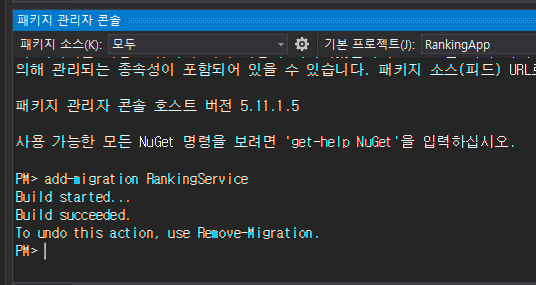 패키지 관리자 콘솔
패키지 소스(K): 모두 기본 프로젝트(J): RankingApp
의해 관리되는 종속성이 포함되어 있을 수 있습니다. 패키지 소스(피드) URL로
패키지 관리자 콘솔 호스트 버전 5.11.1.5
사용 가능한 모든 NuGet 명령을 보려면 'get-help NuGet'을 입력하십시오.
PM> add-migration RankingService
Build started...
Build succeeded.
To undo this action, use Remove-Migration.
PM>